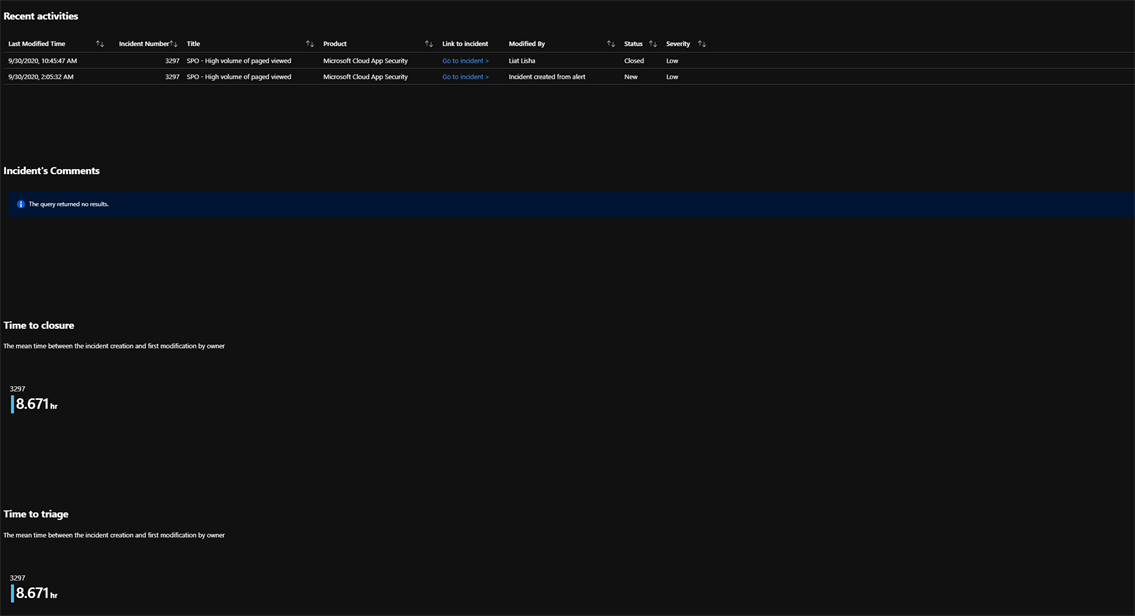 Recent activities
Last Modified Time ↑↓ Incident Number↑↓ Title ↑↓ Product ↑↓ Link to incident Modified By ↑↓ Status ↑↓ Severity ↑↓
9/30/2020, 10:45:47 AM 3297 SPO - High volume of paged viewed Microsoft Cloud App Security Go to incident > Liat Lisha Closed Low
9/30/2020, 2:05:32 AM 3297 SPO - High volume of paged viewed Microsoft Cloud App Security Go to incident > Incident created from alert New Low
Incident's Comments
The query returned no results.
Time to closure
The mean time between the incident creation and first modification by owner
3297
8.671 hr
Time to triage
The mean time between the incident creation and first modification by owner
3297
8.671 hr